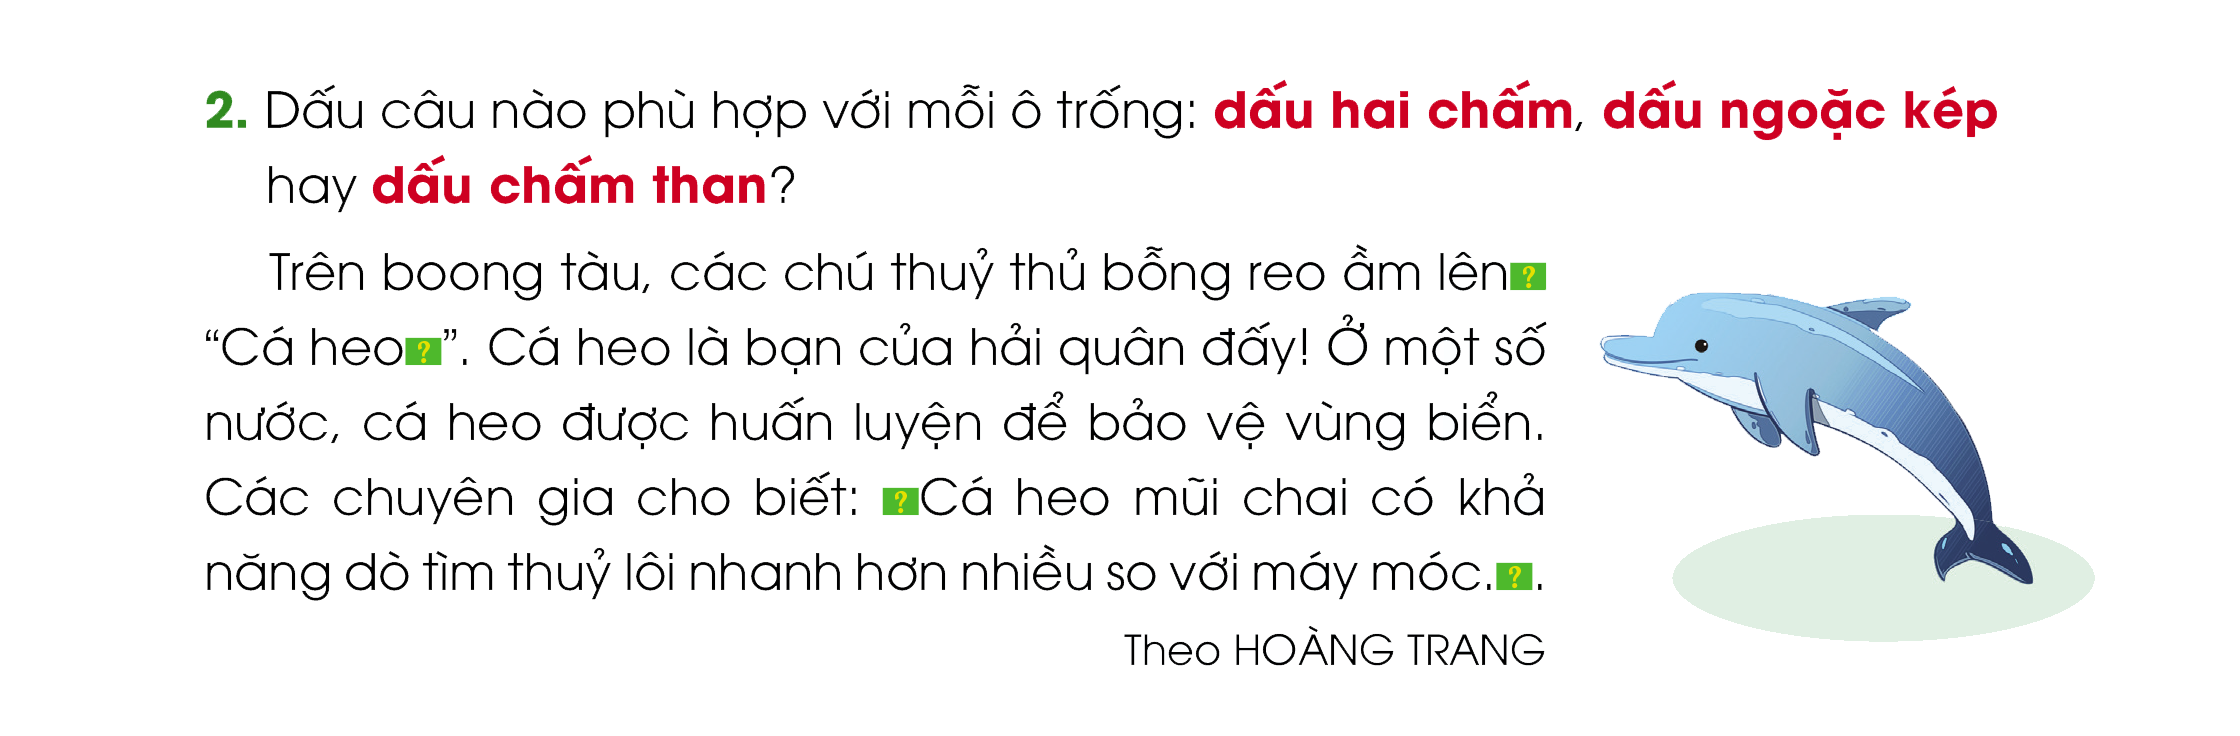 2. Dấu câu nào phù hợp với mỗi ô trống: dấu hai chấm, dấu ngoặc kép
hay dấu chấm than?
Trên boong tàu, các chú thuỷ thủ bỗng reo ầm lên?
“Cá heo?”. Cá heo là bạn của hải quân đấy! Ở một số
nước, cá heo được huấn luyện để bảo vệ vùng biển.
Các chuyên gia cho biết: ?Cá heo mũi chai có khả
năng dò tìm thuỷ lôi nhanh hơn nhiều so với máy móc.?.
Theo HOÀNG TRANG